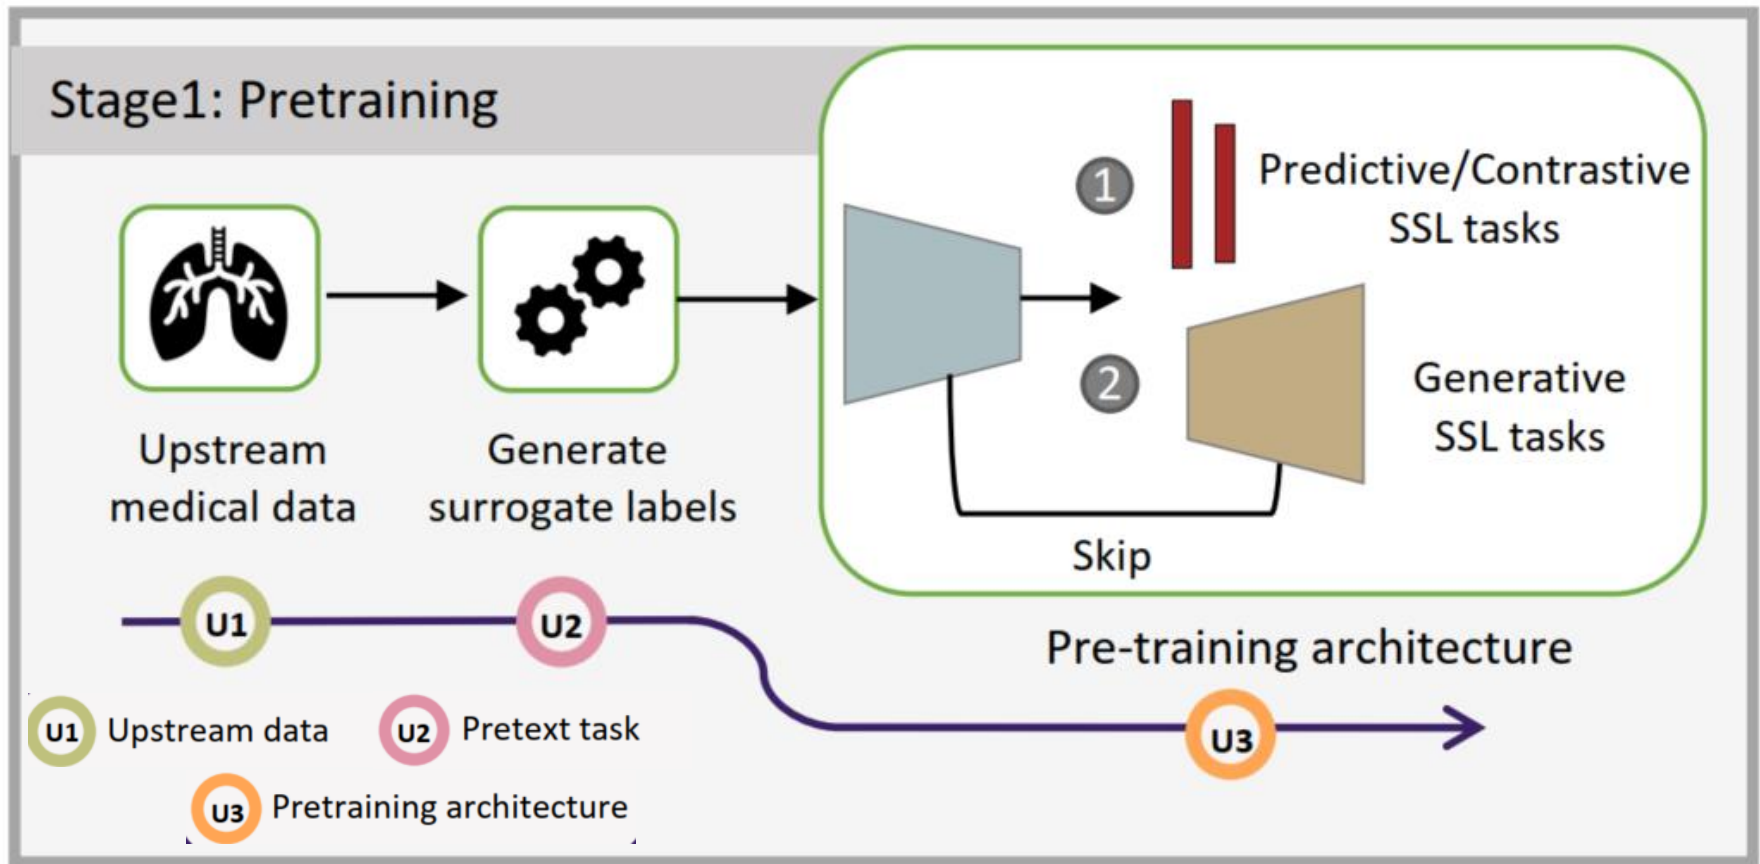 Stage1: Pretraining
1
Predictive/Contrastive
SSL tasks
2
Generative
SSL tasks
Skip
Upstream
medical data
Generate
surrogate labels
Pre-training architecture
U1
U2
U3
U1 Upstream data
U2 Pretext task
U3 Pretraining architecture